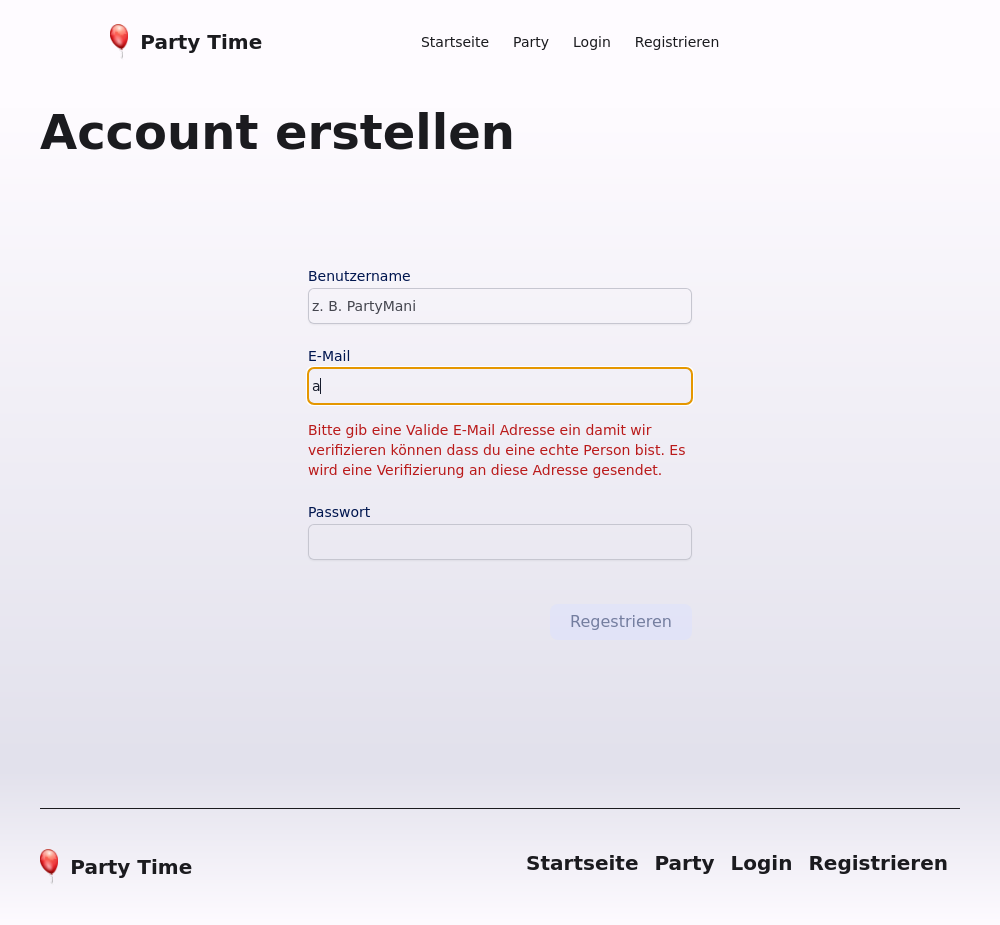 Party Time
Startseite Party Login Registrieren
Account erstellen
Benutzername
z. B. PartyMani
E-Mail
a
Bitte gib eine Valide E-Mail Adresse ein damit wir
verifizieren können dass du eine echte Person bist. Es
wird eine Verifizierung an diese Adresse gesendet.
Passwort
Regestrieren
Party Time
Startseite Party Login Registrieren